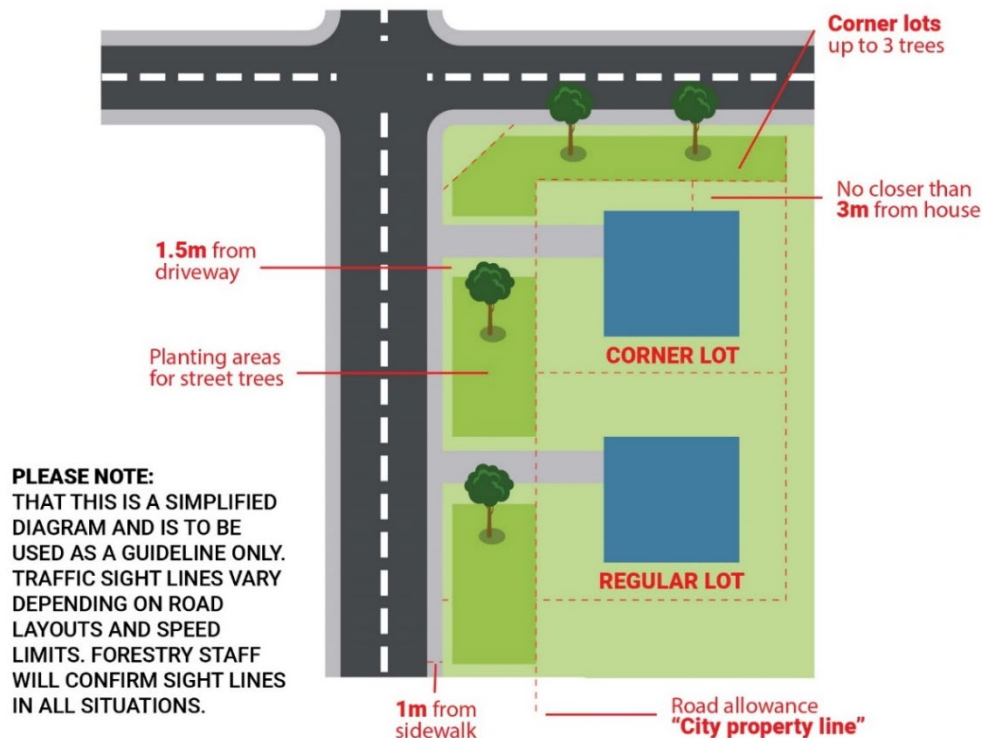 Corner lots
up to 3 trees
No closer than
3m from house
1.5m from
driveway
CORNER LOT
Planting areas
for street trees
PLEASE NOTE:
THAT THIS IS A SIMPLIFIED
DIAGRAM AND IS TO BE
USED AS A GUIDELINE ONLY.
TRAFFIC SIGHT LINES VARY
DEPENDING ON ROAD
LAYOUTS AND SPEED
LIMITS. FORESTRY STAFF
WILL CONFIRM SIGHT LINES
IN ALL SITUATIONS.
REGULAR LOT
1m from
sidewalk
Road allowance
“City property line”